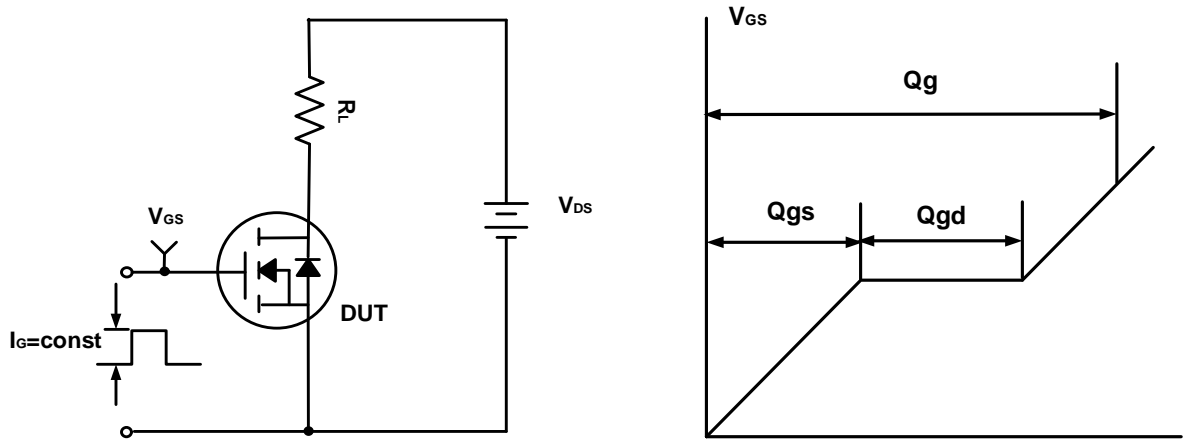 RL
VDS
VGS
DUT
IG=const
VGS
Qg
Qgs
Qgd